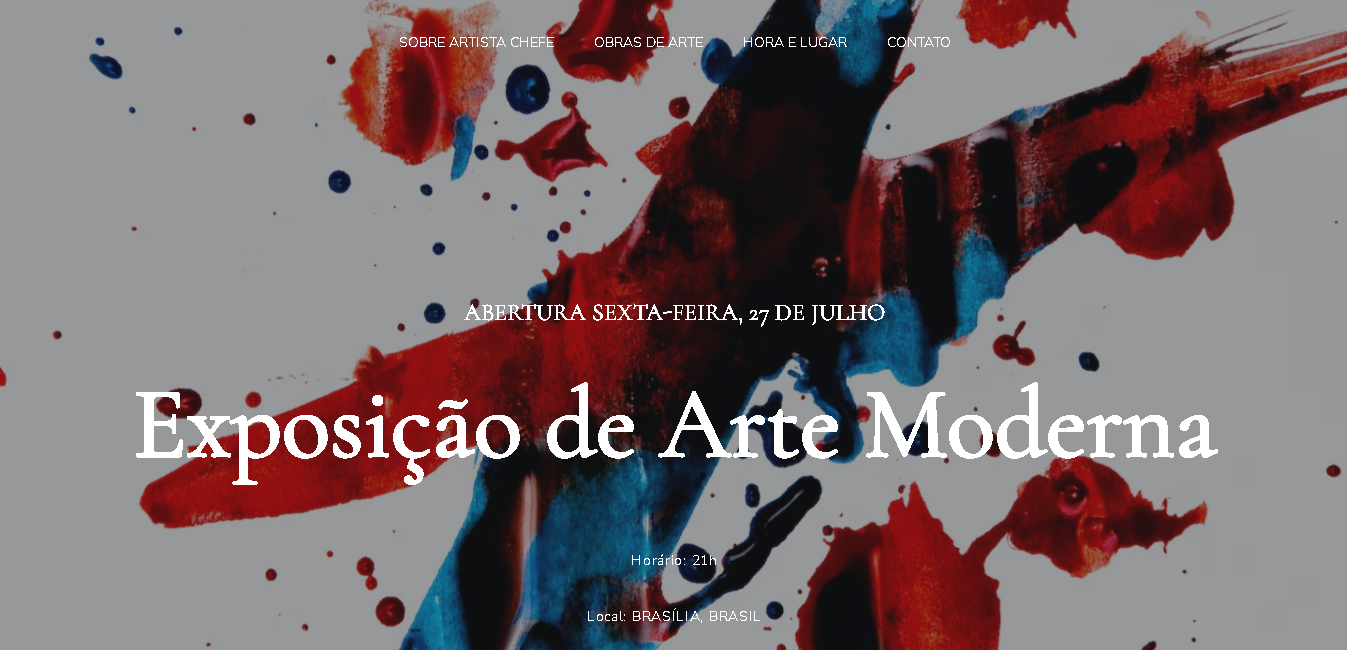 SOBRE ARTISTA CHEFE OBRAS DE ARTE HORA E LUGAR CONTATO
ABERTURA SEXTA-FEIRA, 27 DE JULHO
Exposição de Arte Moderna
Horário: 21h
Local: BRASÍLIA, BRASIL